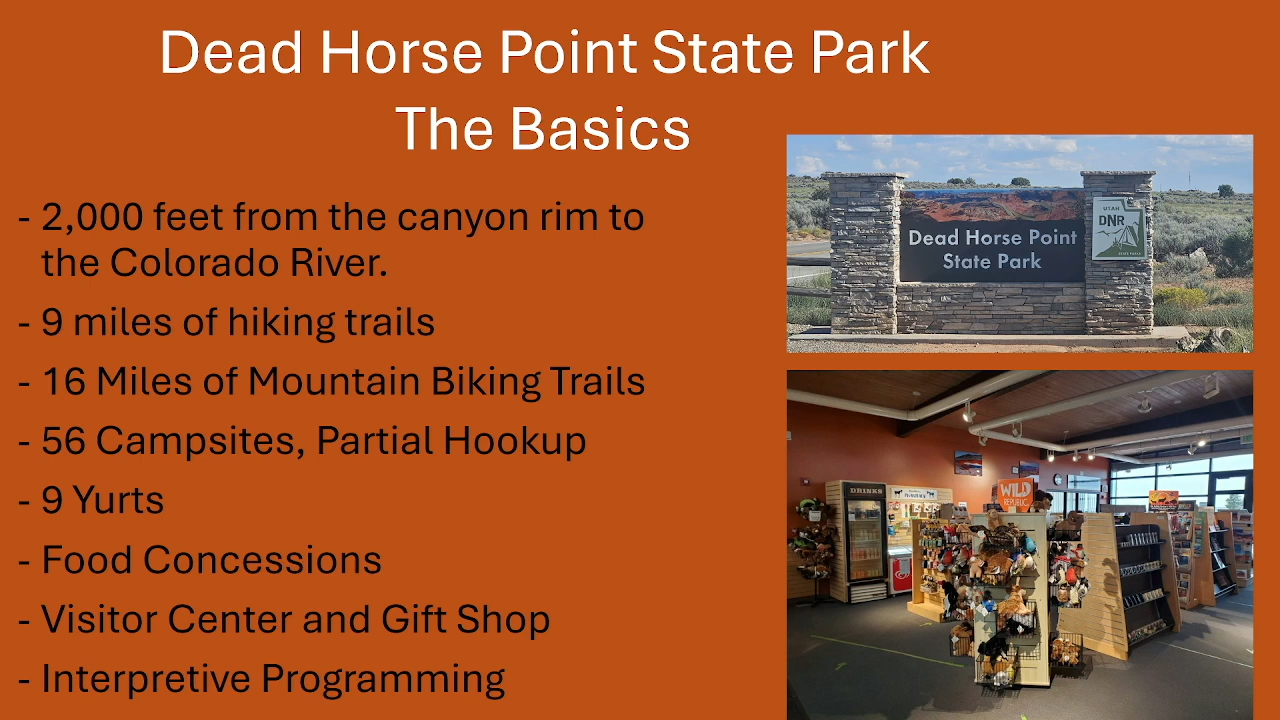 Dead Horse Point State Park
The Basics
- 2,000 feet from the canyon rim to
the Colorado River.
- 9 miles of hiking trails
- 16 Miles of Mountain Biking Trails
- 56 Campsites, Partial Hookup
- 9 Yurts
- Food Concessions
- Visitor Center and Gift Shop
- Interpretive Programming
Dead Horse Point
State Park
UTAH
DNR
STATE PARKS
DRINKS
WILD
REPUBLIC